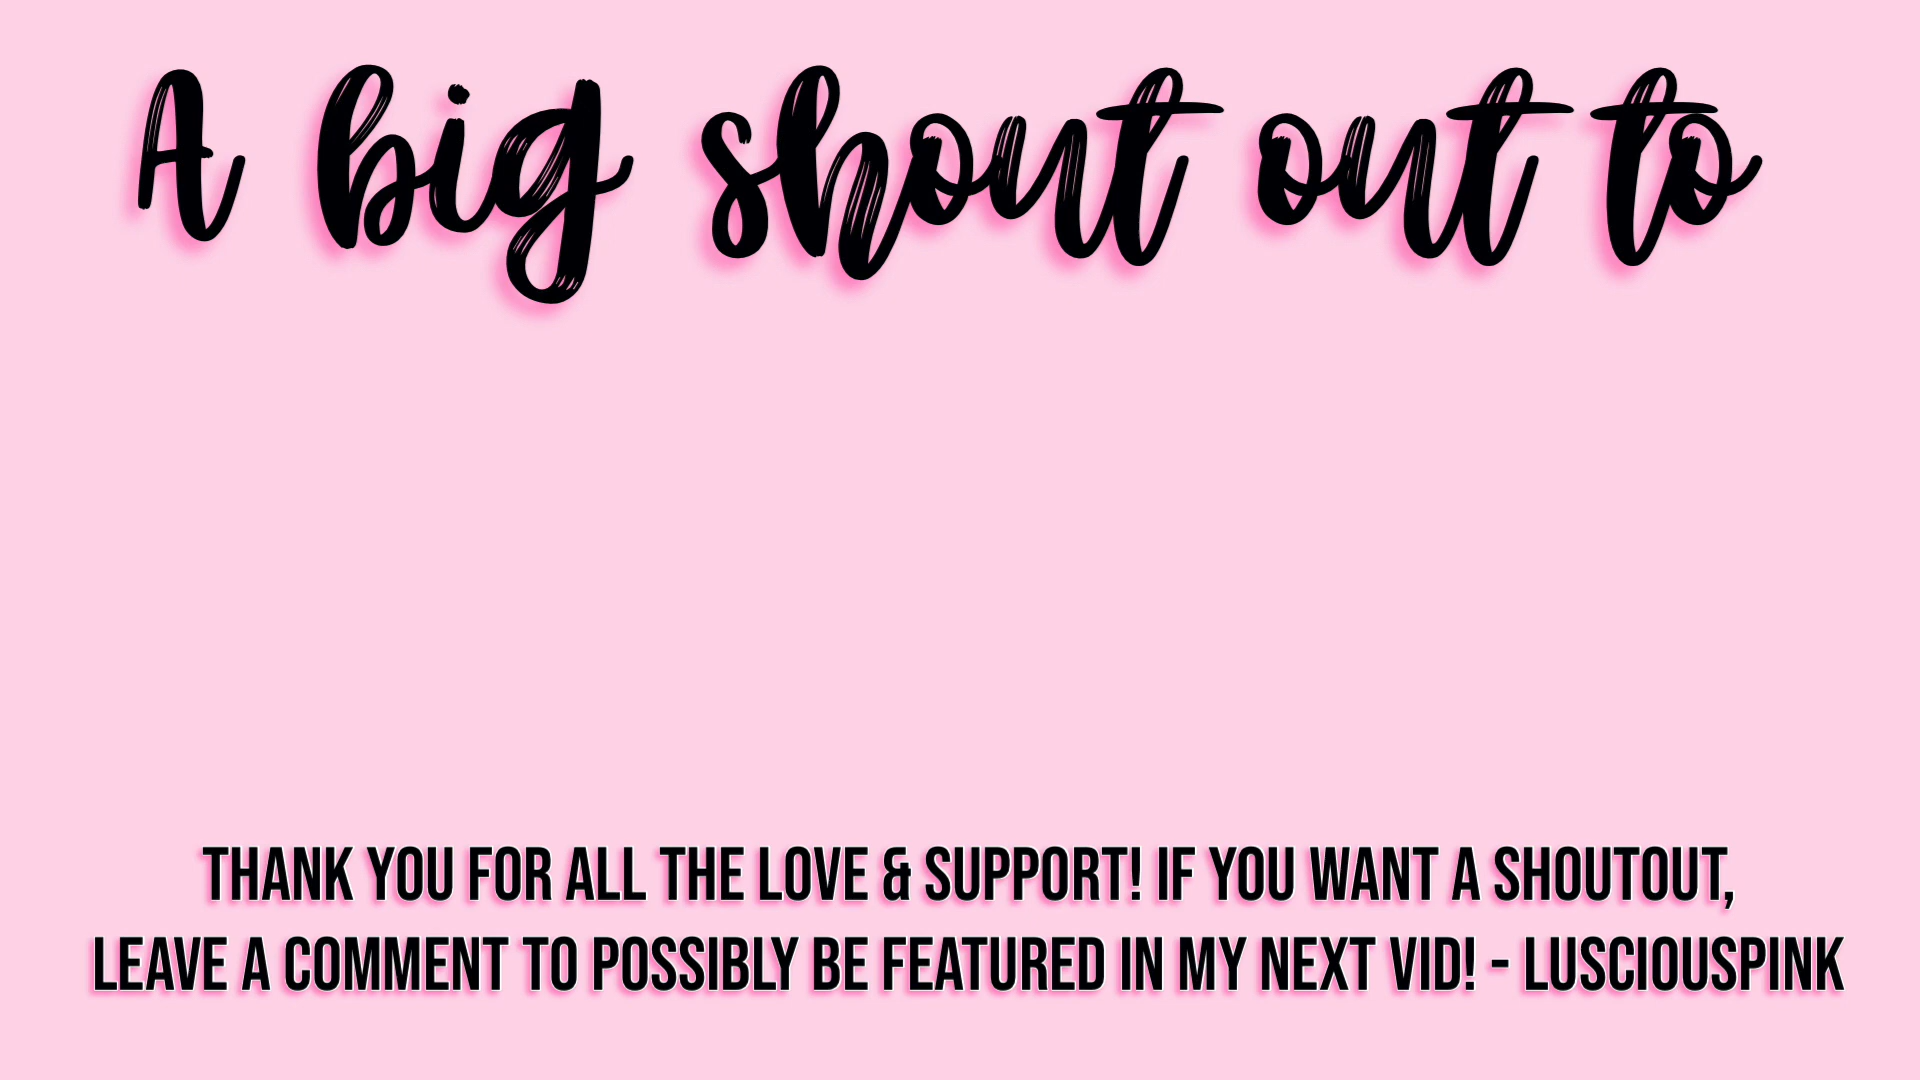 A big shout out to
THANK YOU FOR ALL THE LOVE & SUPPORT! IF YOU WANT A SHOUTOUT,
LEAVE A COMMENT TO POSSIBLY BE FEATURED IN MY NEXT VID! - LUSCIOUSPINK